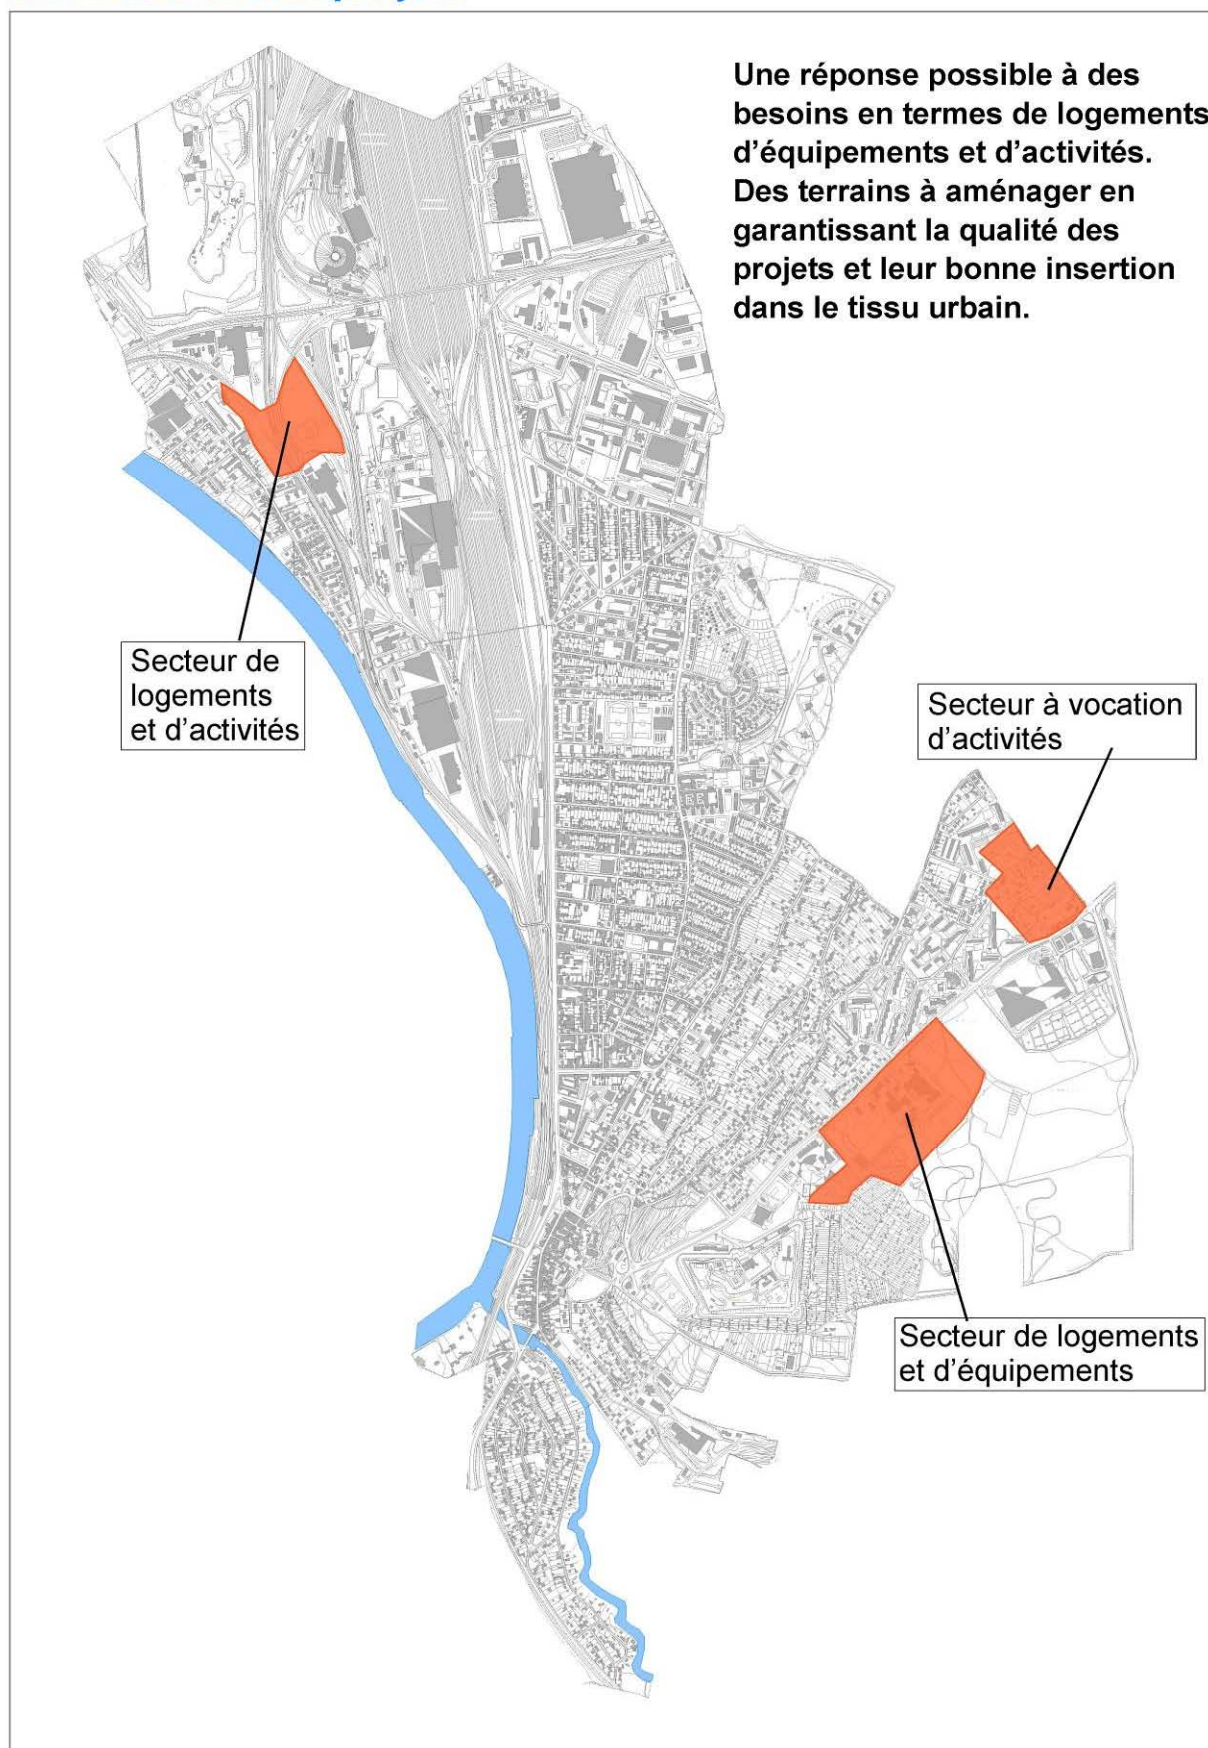 Une réponse possible à des
besoins en termes de logements
d'équipements et d'activités.
Des terrains à aménager en
garantissant la qualité des
projets et leur bonne insertion
dans le tissu urbain.
Secteur de
logements
et d'activités
Secteur à vocation
d'activités
Secteur de logements
et d'équipements